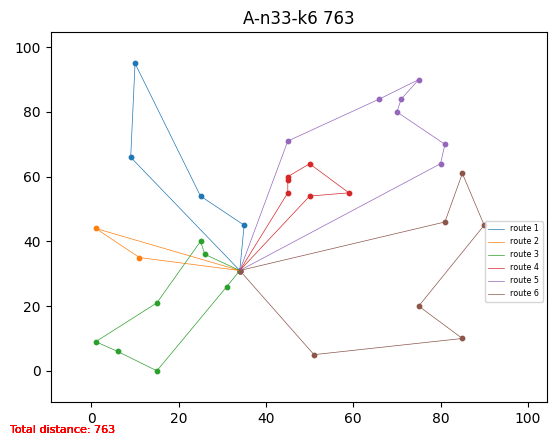 A-n33-k6 763
100
80
60
40
20
0
0 20 40 60 80 100
route 1
route 2
route 3
route 4
route 5
route 6
Total distance: 763